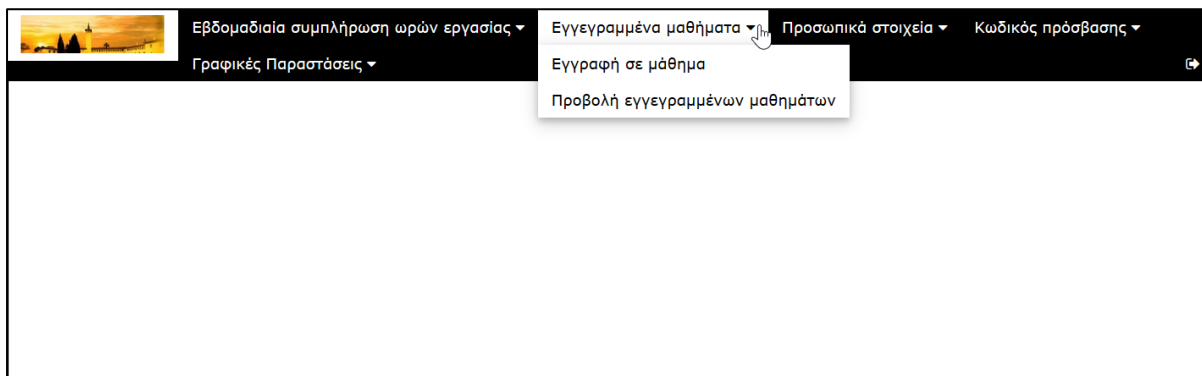 Εβδομαδιαία συμπλήρωση ωρών εργασίας Εγγεγραμμένα μαθήματα Προσωπικά στοιχεία Κωδικός πρόσβασης
Γραφικές Παραστάσεις
Εγγραφή σε μάθημα
Προβολή εγγεγραμμένων μαθημάτων